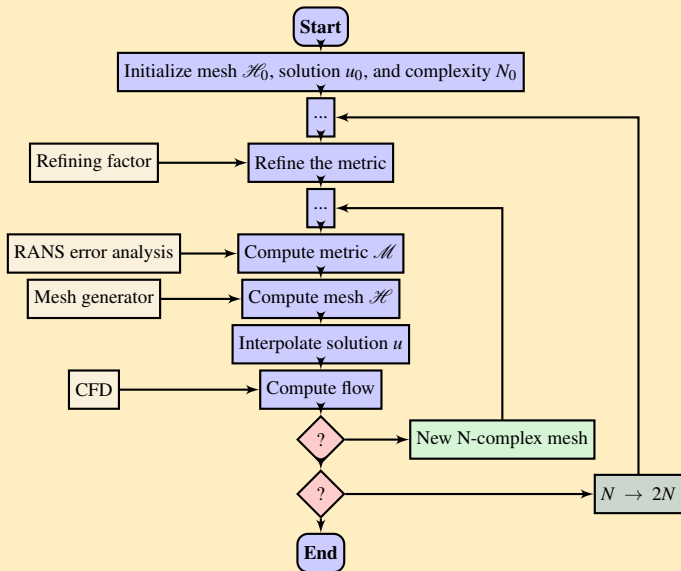 Start
Initialize mesh ℋ₀, solution u₀, and complexity N₀
...
Refining factor
Refine the metric
...
RANS error analysis
Compute metric ℳ
Mesh generator
Compute mesh ℋ
Interpolate solution u
CFD
Compute flow
?
New N-complex mesh
?
N → 2N
End